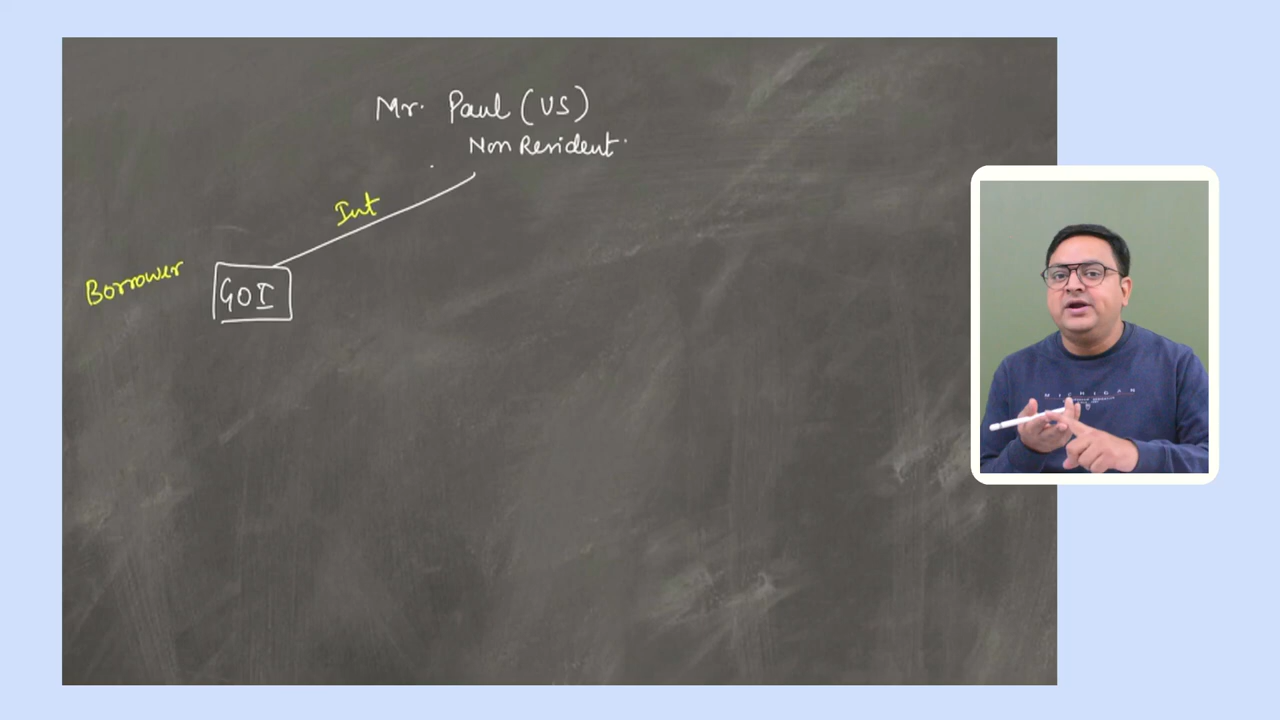 Mr. Paul (US)
Non Resident.
Int
Borrower
GOI
MICHIGAN